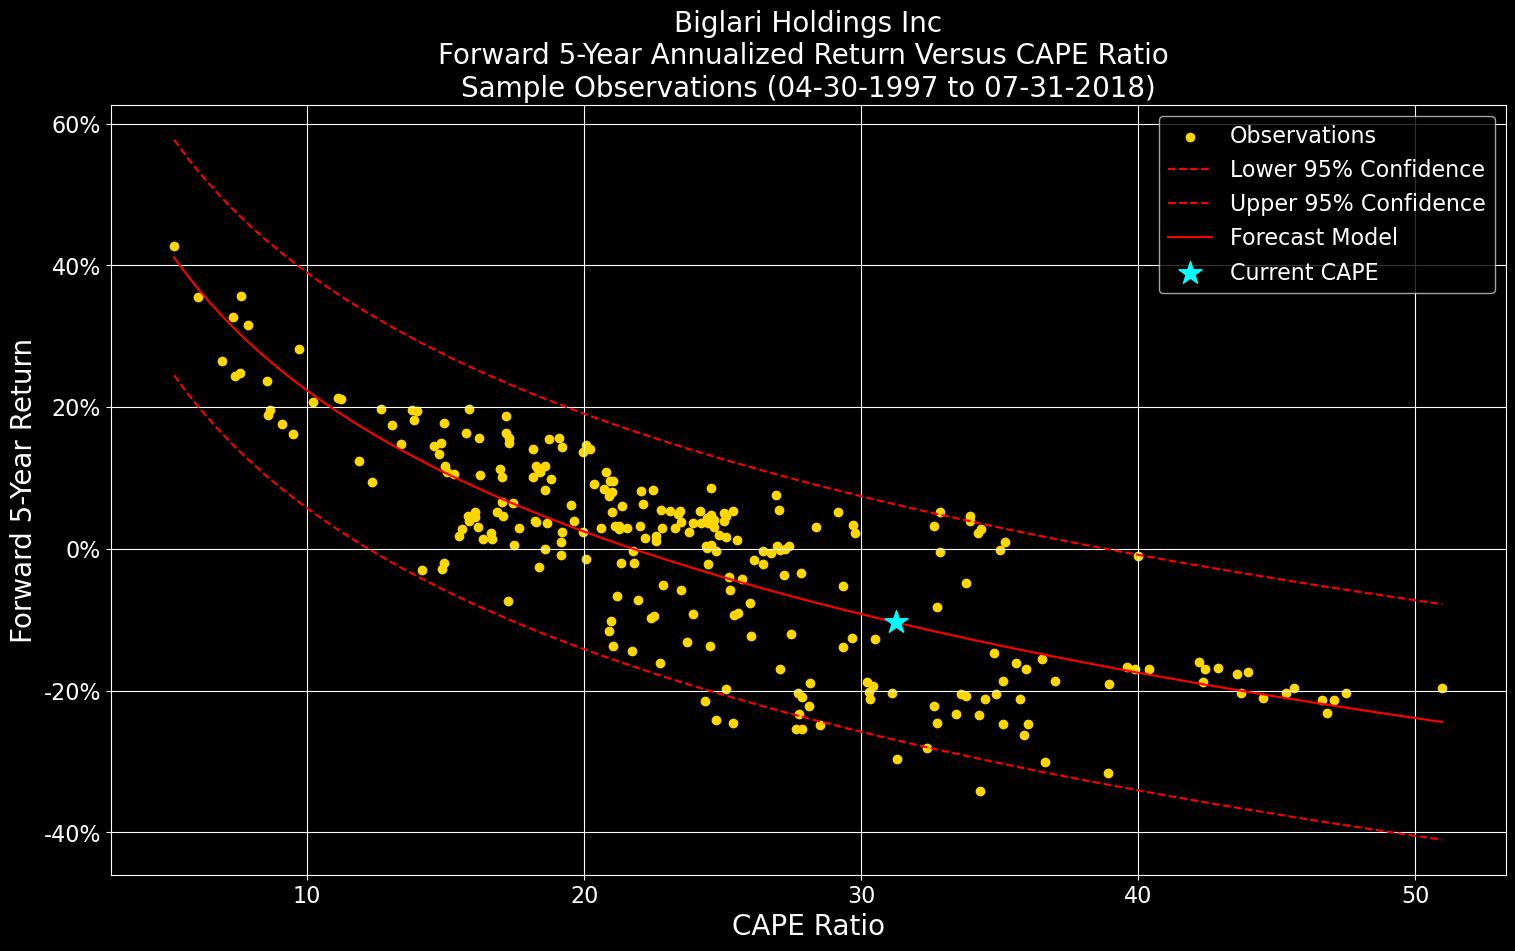 Biglari Holdings Inc
Forward 5-Year Annualized Return Versus CAPE Ratio
Sample Observations (04-30-1997 to 07-31-2018)
Observations
Lower 95% Confidence
Upper 95% Confidence
Forecast Model
Current CAPE
Forward 5-Year Return
60%
40%
20%
0%
-20%
-40%
10 20 30 40 50
CAPE Ratio